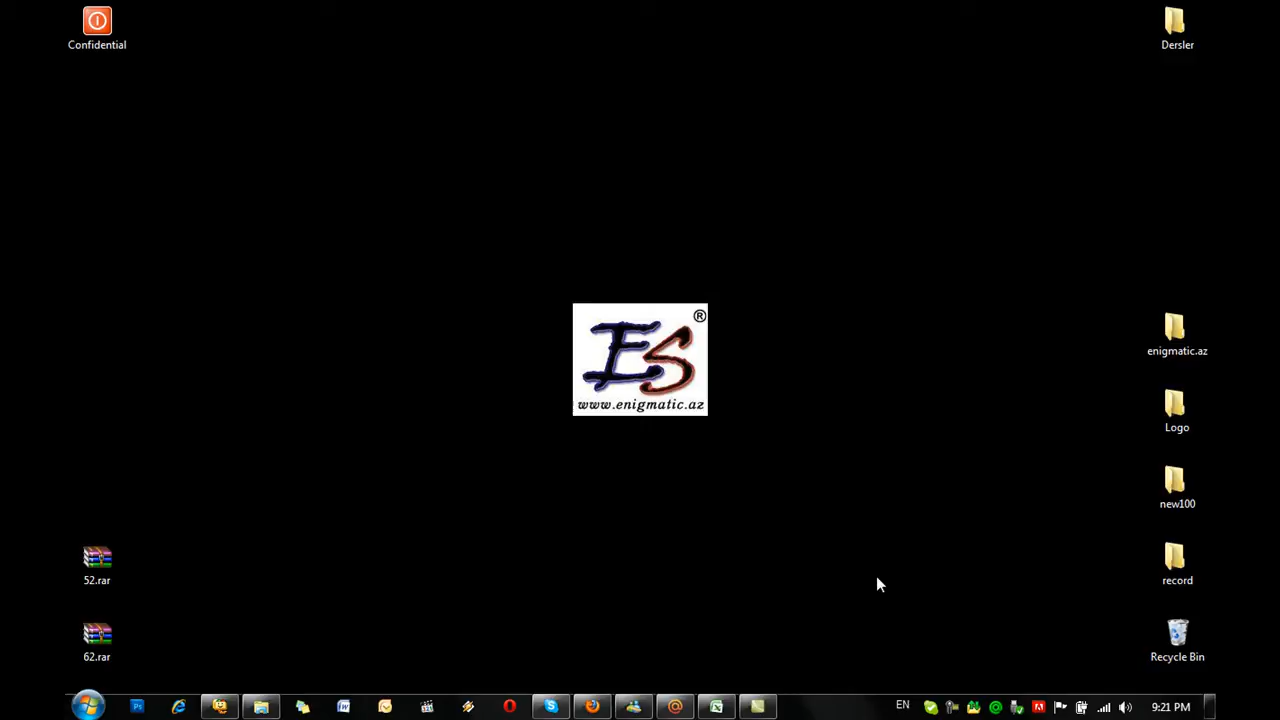 Confidential
Dersler
ES®
www.enigmatic.az
enigmatic.az
Logo
new100
52.rar
record
62.rar
Recycle Bin
EN
9:21 PM